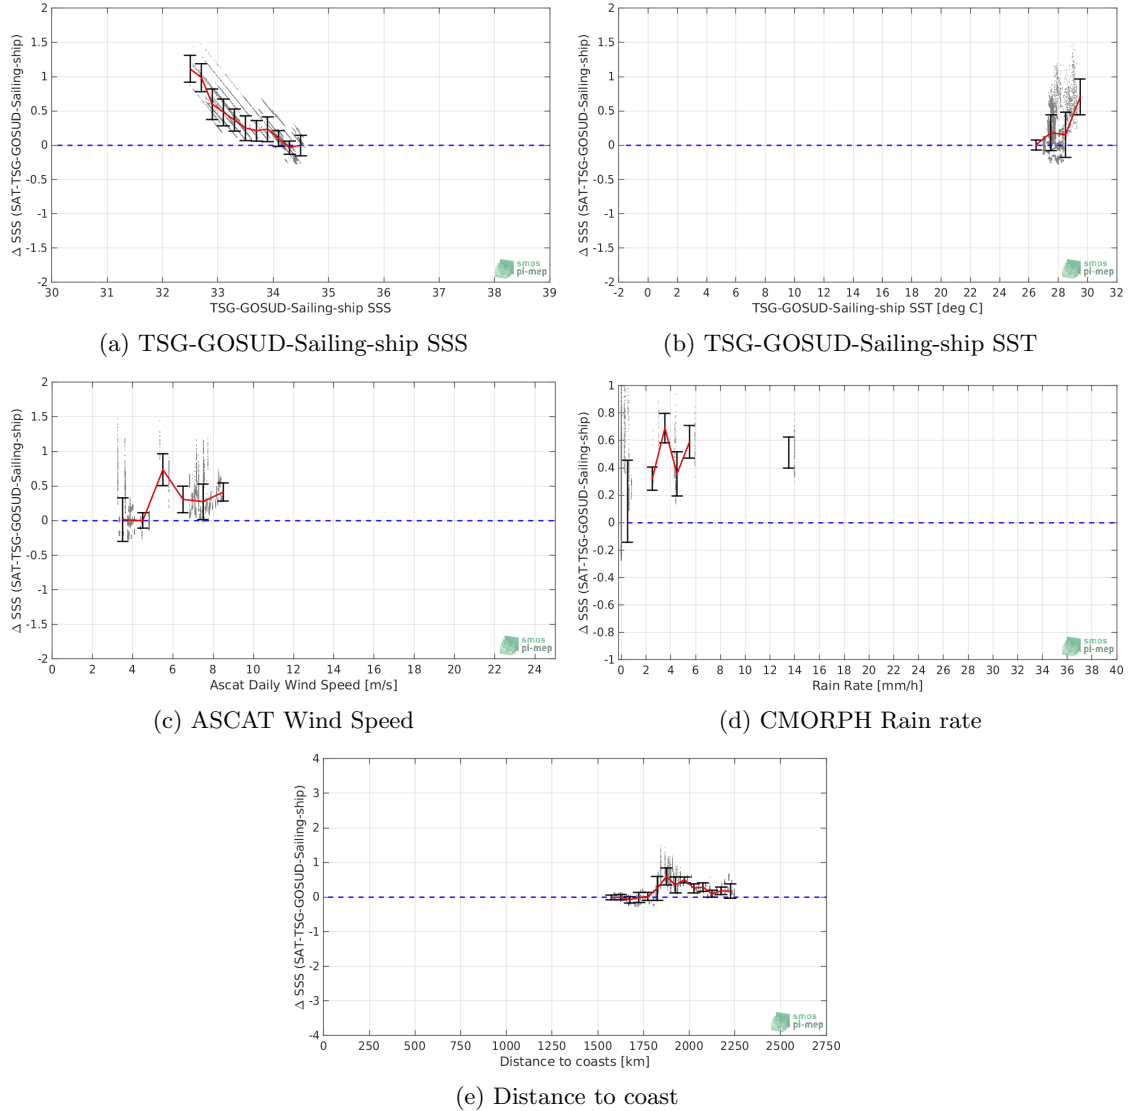 Δ SSS (SAT-TSG-GOSUD-Sailing-ship)
2
1.5
1
0.5
0
-0.5
-1
-1.5
-2
30 31 32 33 34 35 36 37 38 39
TSG-GOSUD-Sailing-ship SSS
smos
pi-mep
(a) TSG-GOSUD-Sailing-ship SSS
Δ SSS (SAT-TSG-GOSUD-Sailing-ship)
2
1.5
1
0.5
0
-0.5
-1
-1.5
-2
-2 0 2 4 6 8 10 12 14 16 18 20 22 24 26 28 30 32
TSG-GOSUD-Sailing-ship SST [deg C]
smos
pi-mep
(b) TSG-GOSUD-Sailing-ship SST
Δ SSS (SAT-TSG-GOSUD-Sailing-ship)
2
1.5
1
0.5
0
-0.5
-1
-1.5
-2
0 2 4 6 8 10 12 14 16 18 20 22 24
Ascat Daily Wind Speed [m/s]
smos
pi-mep
(c) ASCAT Wind Speed
Δ SSS (SAT-TSG-GOSUD-Sailing-ship)
1
0.8
0.6
0.4
0.2
0
-0.2
-0.4
-0.6
-0.8
-1
0 2 4 6 8 10 12 14 16 18 20 22 24 26 28 30 32 34 36 38 40
Rain Rate [mm/h]
smos
pi-mep
(d) CMORPH Rain rate
Δ SSS (SAT-TSG-GOSUD-Sailing-ship)
4
3
2
1
0
-1
-2
-3
-4
0 250 500 750 1000 1250 1500 1750 2000 2250 2500 2750
Distance to coasts [km]
smos
pi-mep
(e) Distance to coast